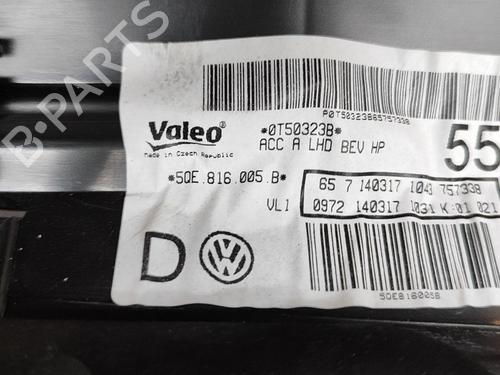 B-PARTS
P0T50323B65757338
Valeo
Made in Czech Republic
*0T50323B*
ACC A LHD BEV HP
55
*5QE.816.005.B*
65 7 140317 1043 757338
VL1
0972 140317 1031 K:01 021
D
5QE816005B